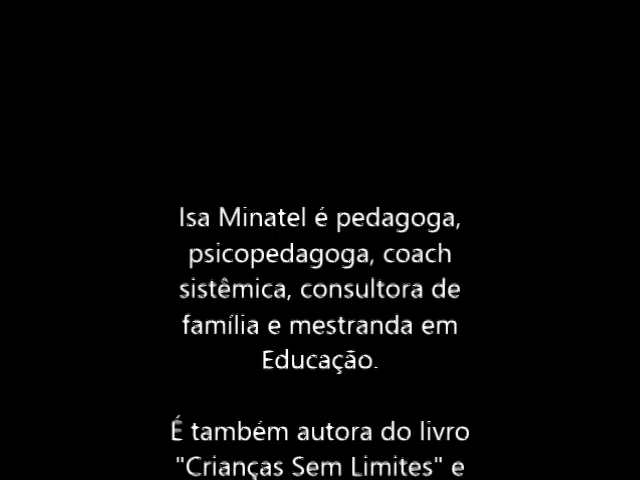 Isa Minatel é pedagoga,
psicopedagoga, coach
sistêmica, consultora de
família e mestranda em
Educação.
É também autora do livro
"Crianças Sem Limites" e